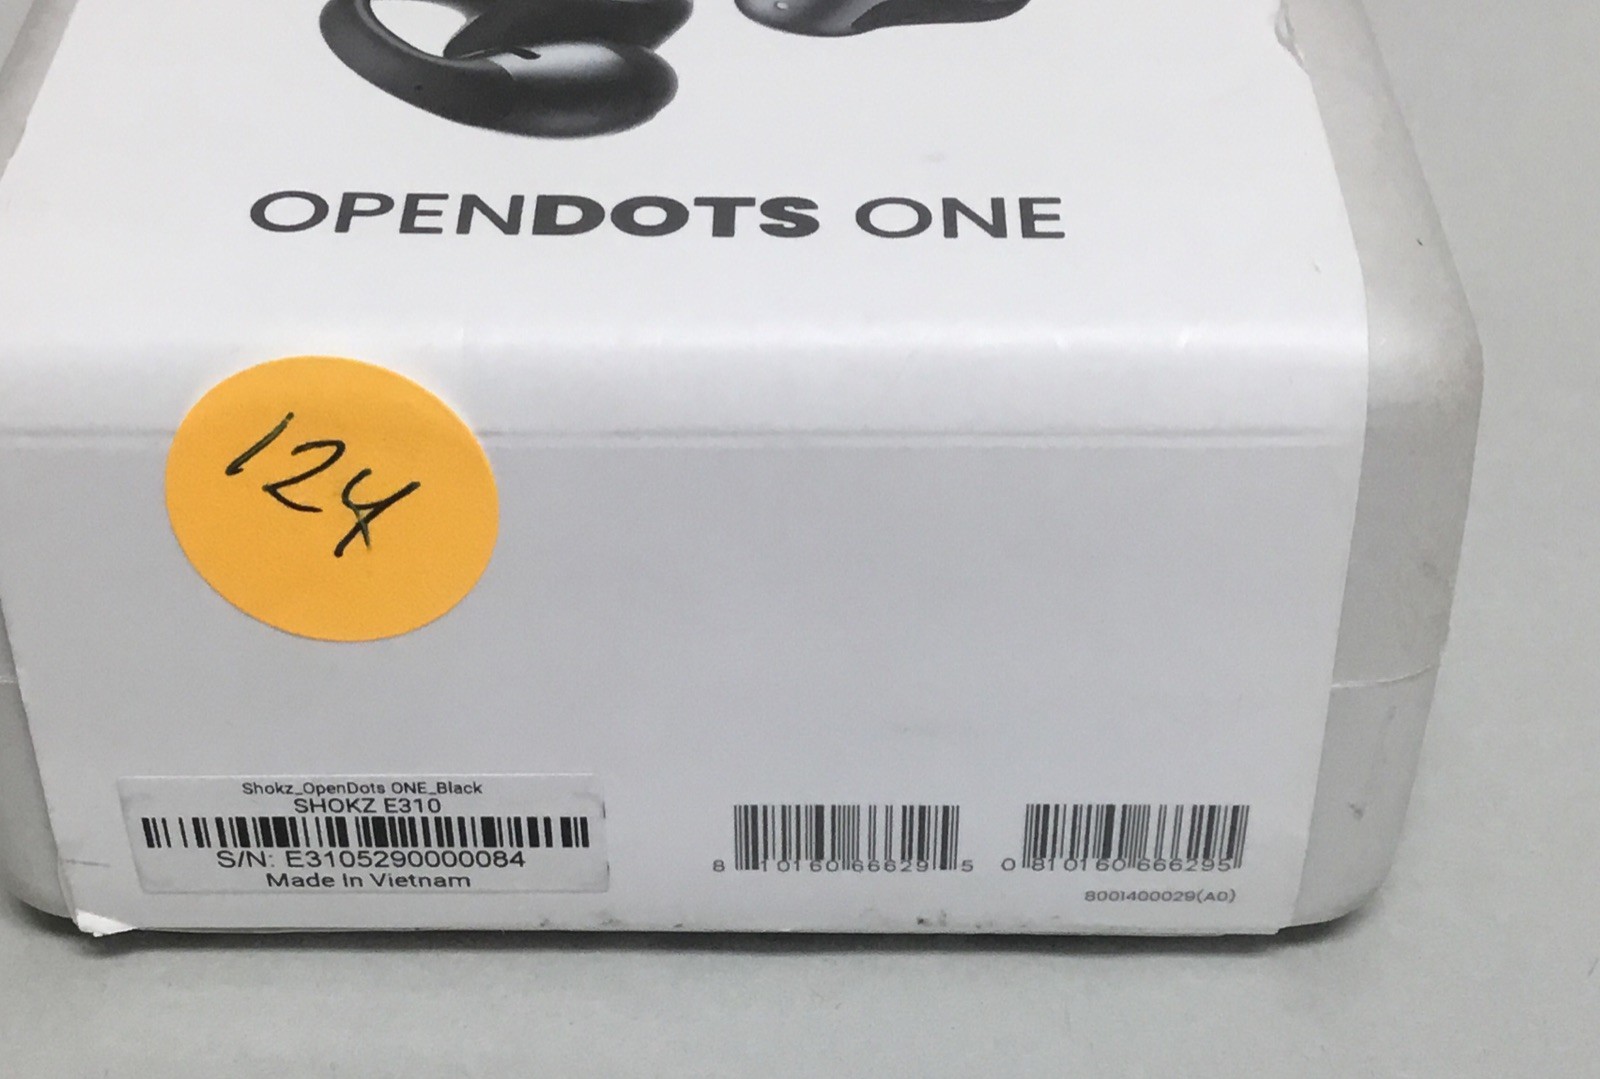 OPENDOTS ONE
124
Shokz_OpenDots ONE_Black
SHOKZ E310
S/N: E3105290000084
Made In Vietnam
8 10160 66629 5
0 810160 666295
8001400029(A0)